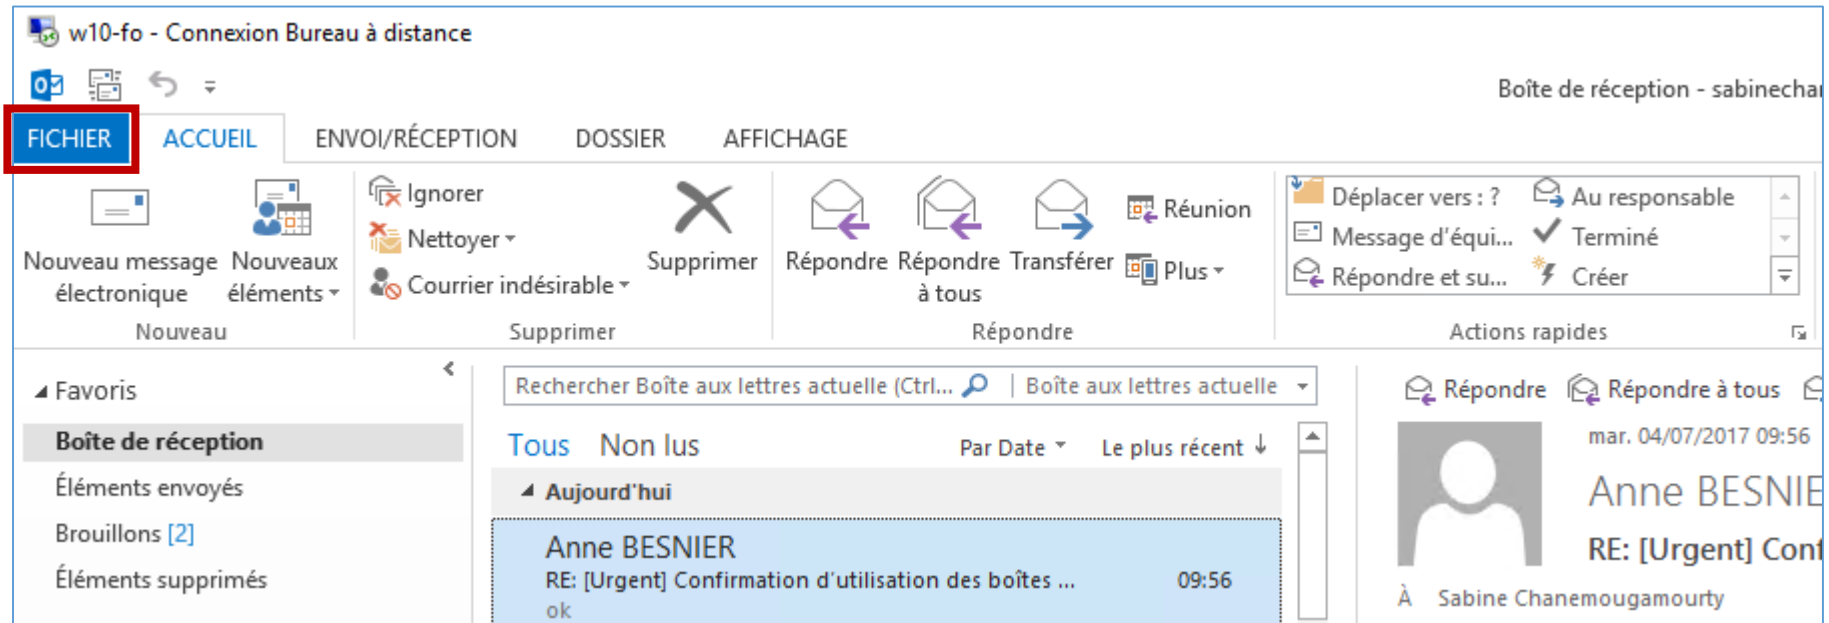 w10-fo - Connexion Bureau à distance
Boîte de réception - sabinechar
FICHIER ACCUEIL ENVOI/RÉCEPTION DOSSIER AFFICHAGE
Nouveau message électronique
Nouveaux éléments
Nouveau
Ignorer
Nettoyer
Courrier indésirable
Supprimer
Supprimer
Répondre
Répondre à tous
Transférer
Réunion
Plus
Répondre
Déplacer vers : ?
Message d'équi...
Répondre et su...
Au responsable
Terminé
Créer
Actions rapides
Favoris
Boîte de réception
Éléments envoyés
Brouillons [2]
Éléments supprimés
Rechercher Boîte aux lettres actuelle (Ctrl... Boîte aux lettres actuelle
Tous Non lus Par Date Le plus récent
Aujourd'hui
Anne BESNIER
RE: [Urgent] Confirmation d'utilisation des boîtes ... 09:56
ok
Répondre Répondre à tous
mar. 04/07/2017 09:56
Anne BESNIE
RE: [Urgent] Conf
À Sabine Chanemougamourty